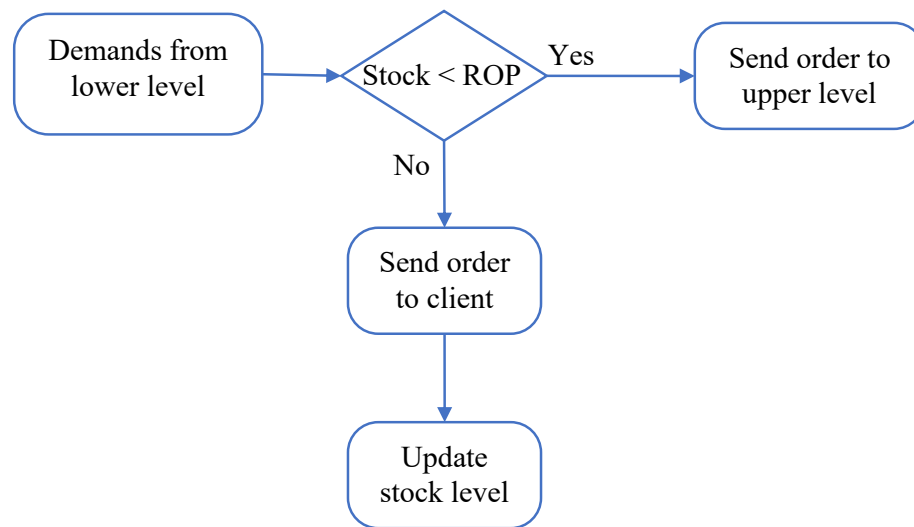 Demands from
lower level
Stock < ROP
Yes
Send order to
upper level
No
Send order
to client
Update
stock level